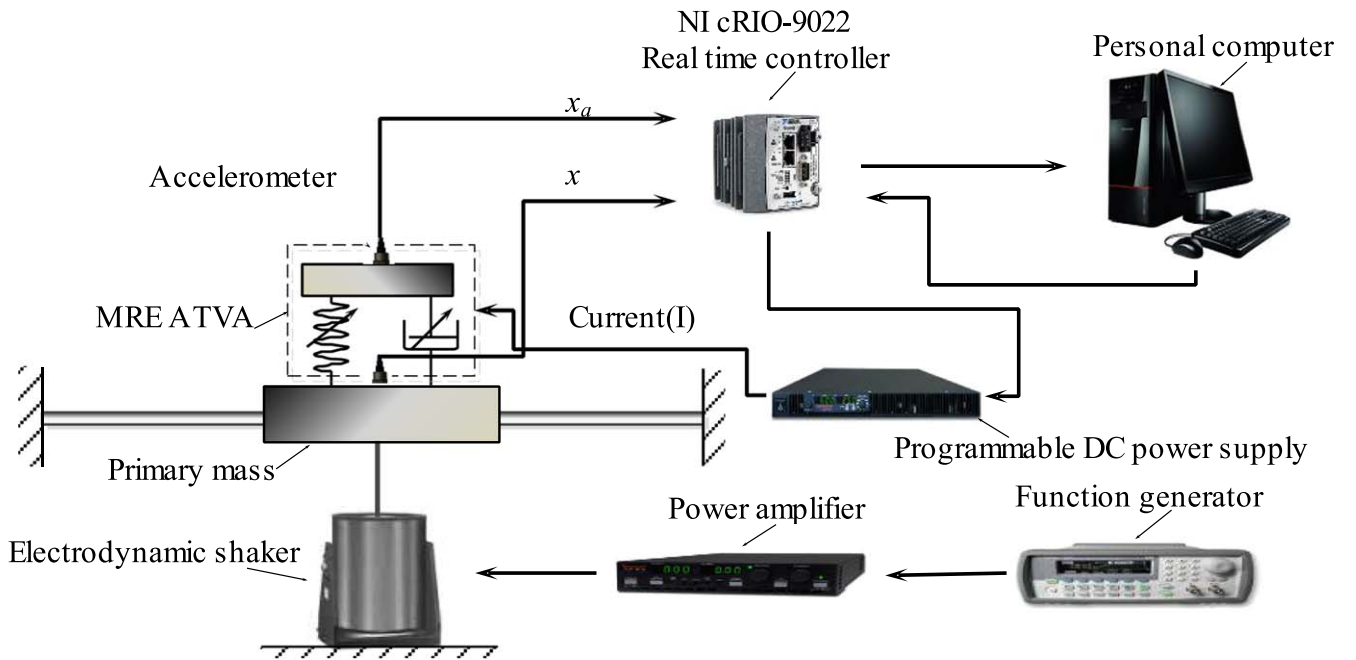 NI cRIO-9022
Real time controller
Personal computer
x_a
Accelerometer
x
MRE ATVA
Current(I)
Programmable DC power supply
Primary mass
Function generator
Power amplifier
Electrodynamic shaker